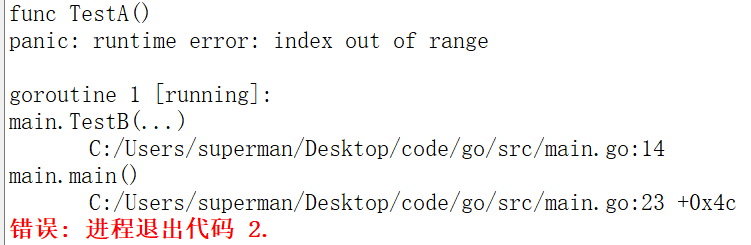 func TestA()
panic: runtime error: index out of range
goroutine 1 [running]:
main.TestB(...)
C:/Users/superman/Desktop/code/go/src/main.go:14
main.main()
C:/Users/superman/Desktop/code/go/src/main.go:23 +0x4c
错误: 进程退出代码 2.